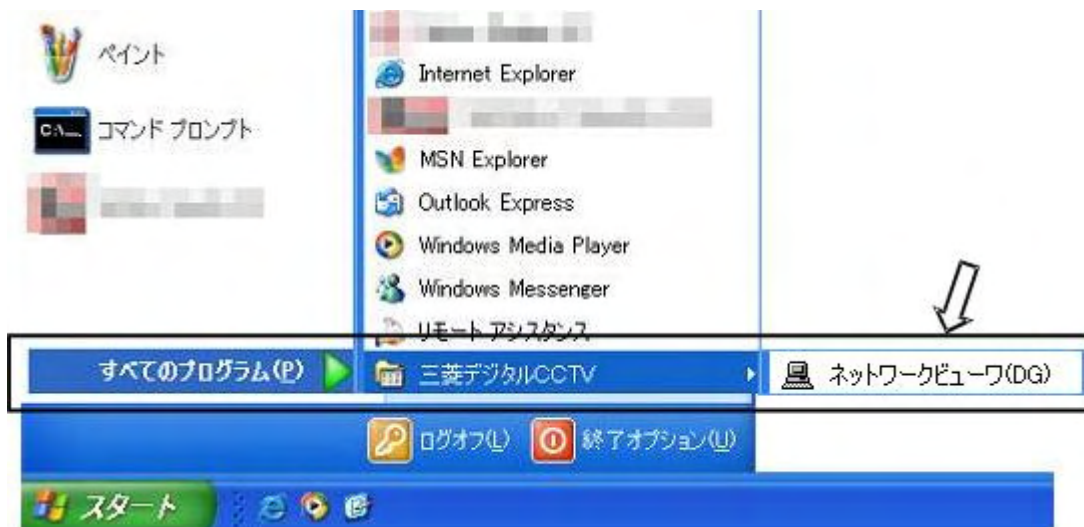 ペイント
コマンド プロンプト
Internet Explorer
MSN Explorer
Outlook Express
Windows Media Player
Windows Messenger
リモート アシスタンス
すべてのプログラム(P)
三菱デジタルCCTV
ネットワークビューワ(DG)
ログオフ(L)
終了オプション(U)
スタート